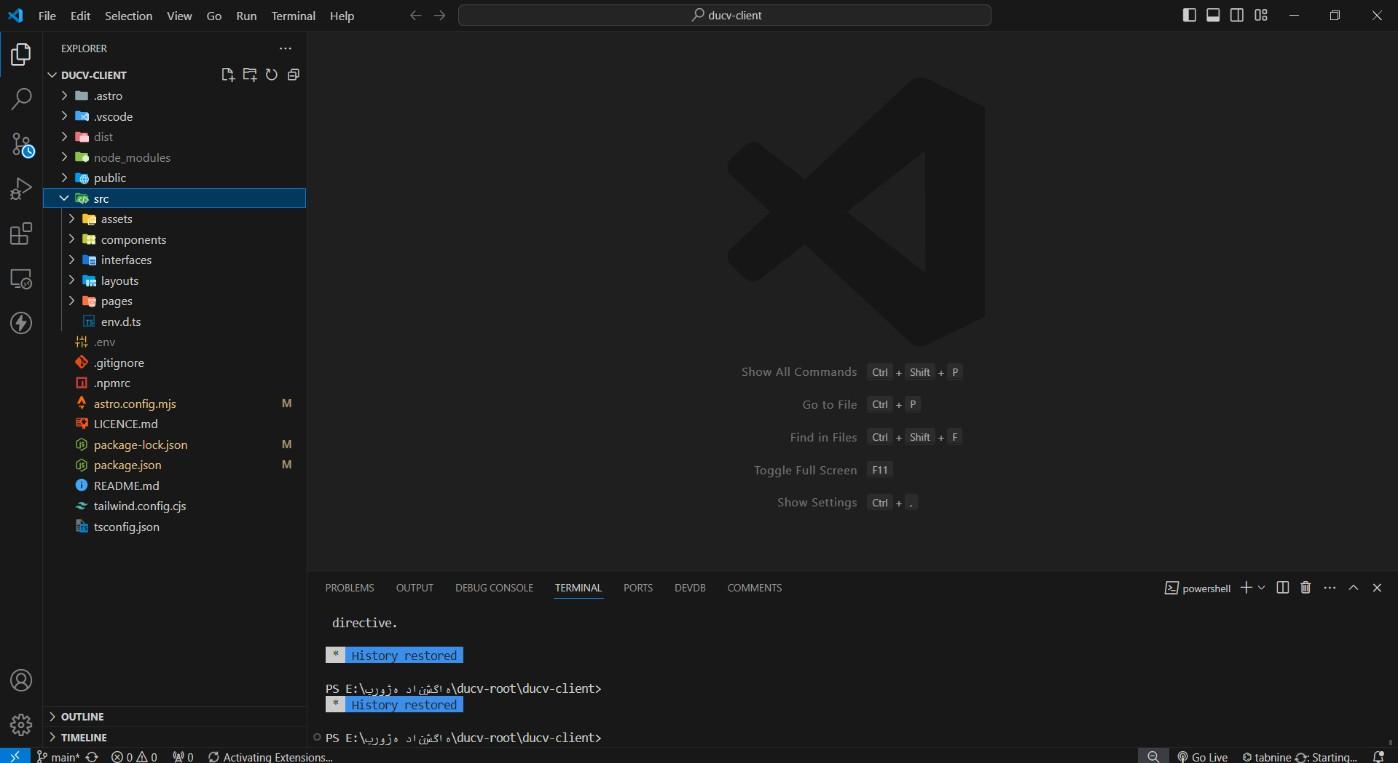 File Edit Selection View Go Run Terminal Help
ducv-client
EXPLORER
DUCV-CLIENT
.astro
.vscode
dist
node_modules
public
src
assets
components
interfaces
layouts
pages
env.d.ts
.env
.gitignore
.npmrc
astro.config.mjs M
LICENCE.md
package-lock.json M
package.json M
README.md
tailwind.config.cjs
tsconfig.json
OUTLINE
TIMELINE
Show All Commands Ctrl + Shift + P
Go to File Ctrl + P
Find in Files Ctrl + Shift + F
Toggle Full Screen F11
Show Settings Ctrl + .
PROBLEMS OUTPUT DEBUG CONSOLE TERMINAL PORTS DEVDB COMMENTS
powershell
directive.
* History restored
PS E:\پروژه دانشگاه\ducv-root\ducv-client>
* History restored
PS E:\پروژه دانشگاه\ducv-root\ducv-client>
main* 0 0 0 Activating Extensions...
Go Live tabnine : Starting...